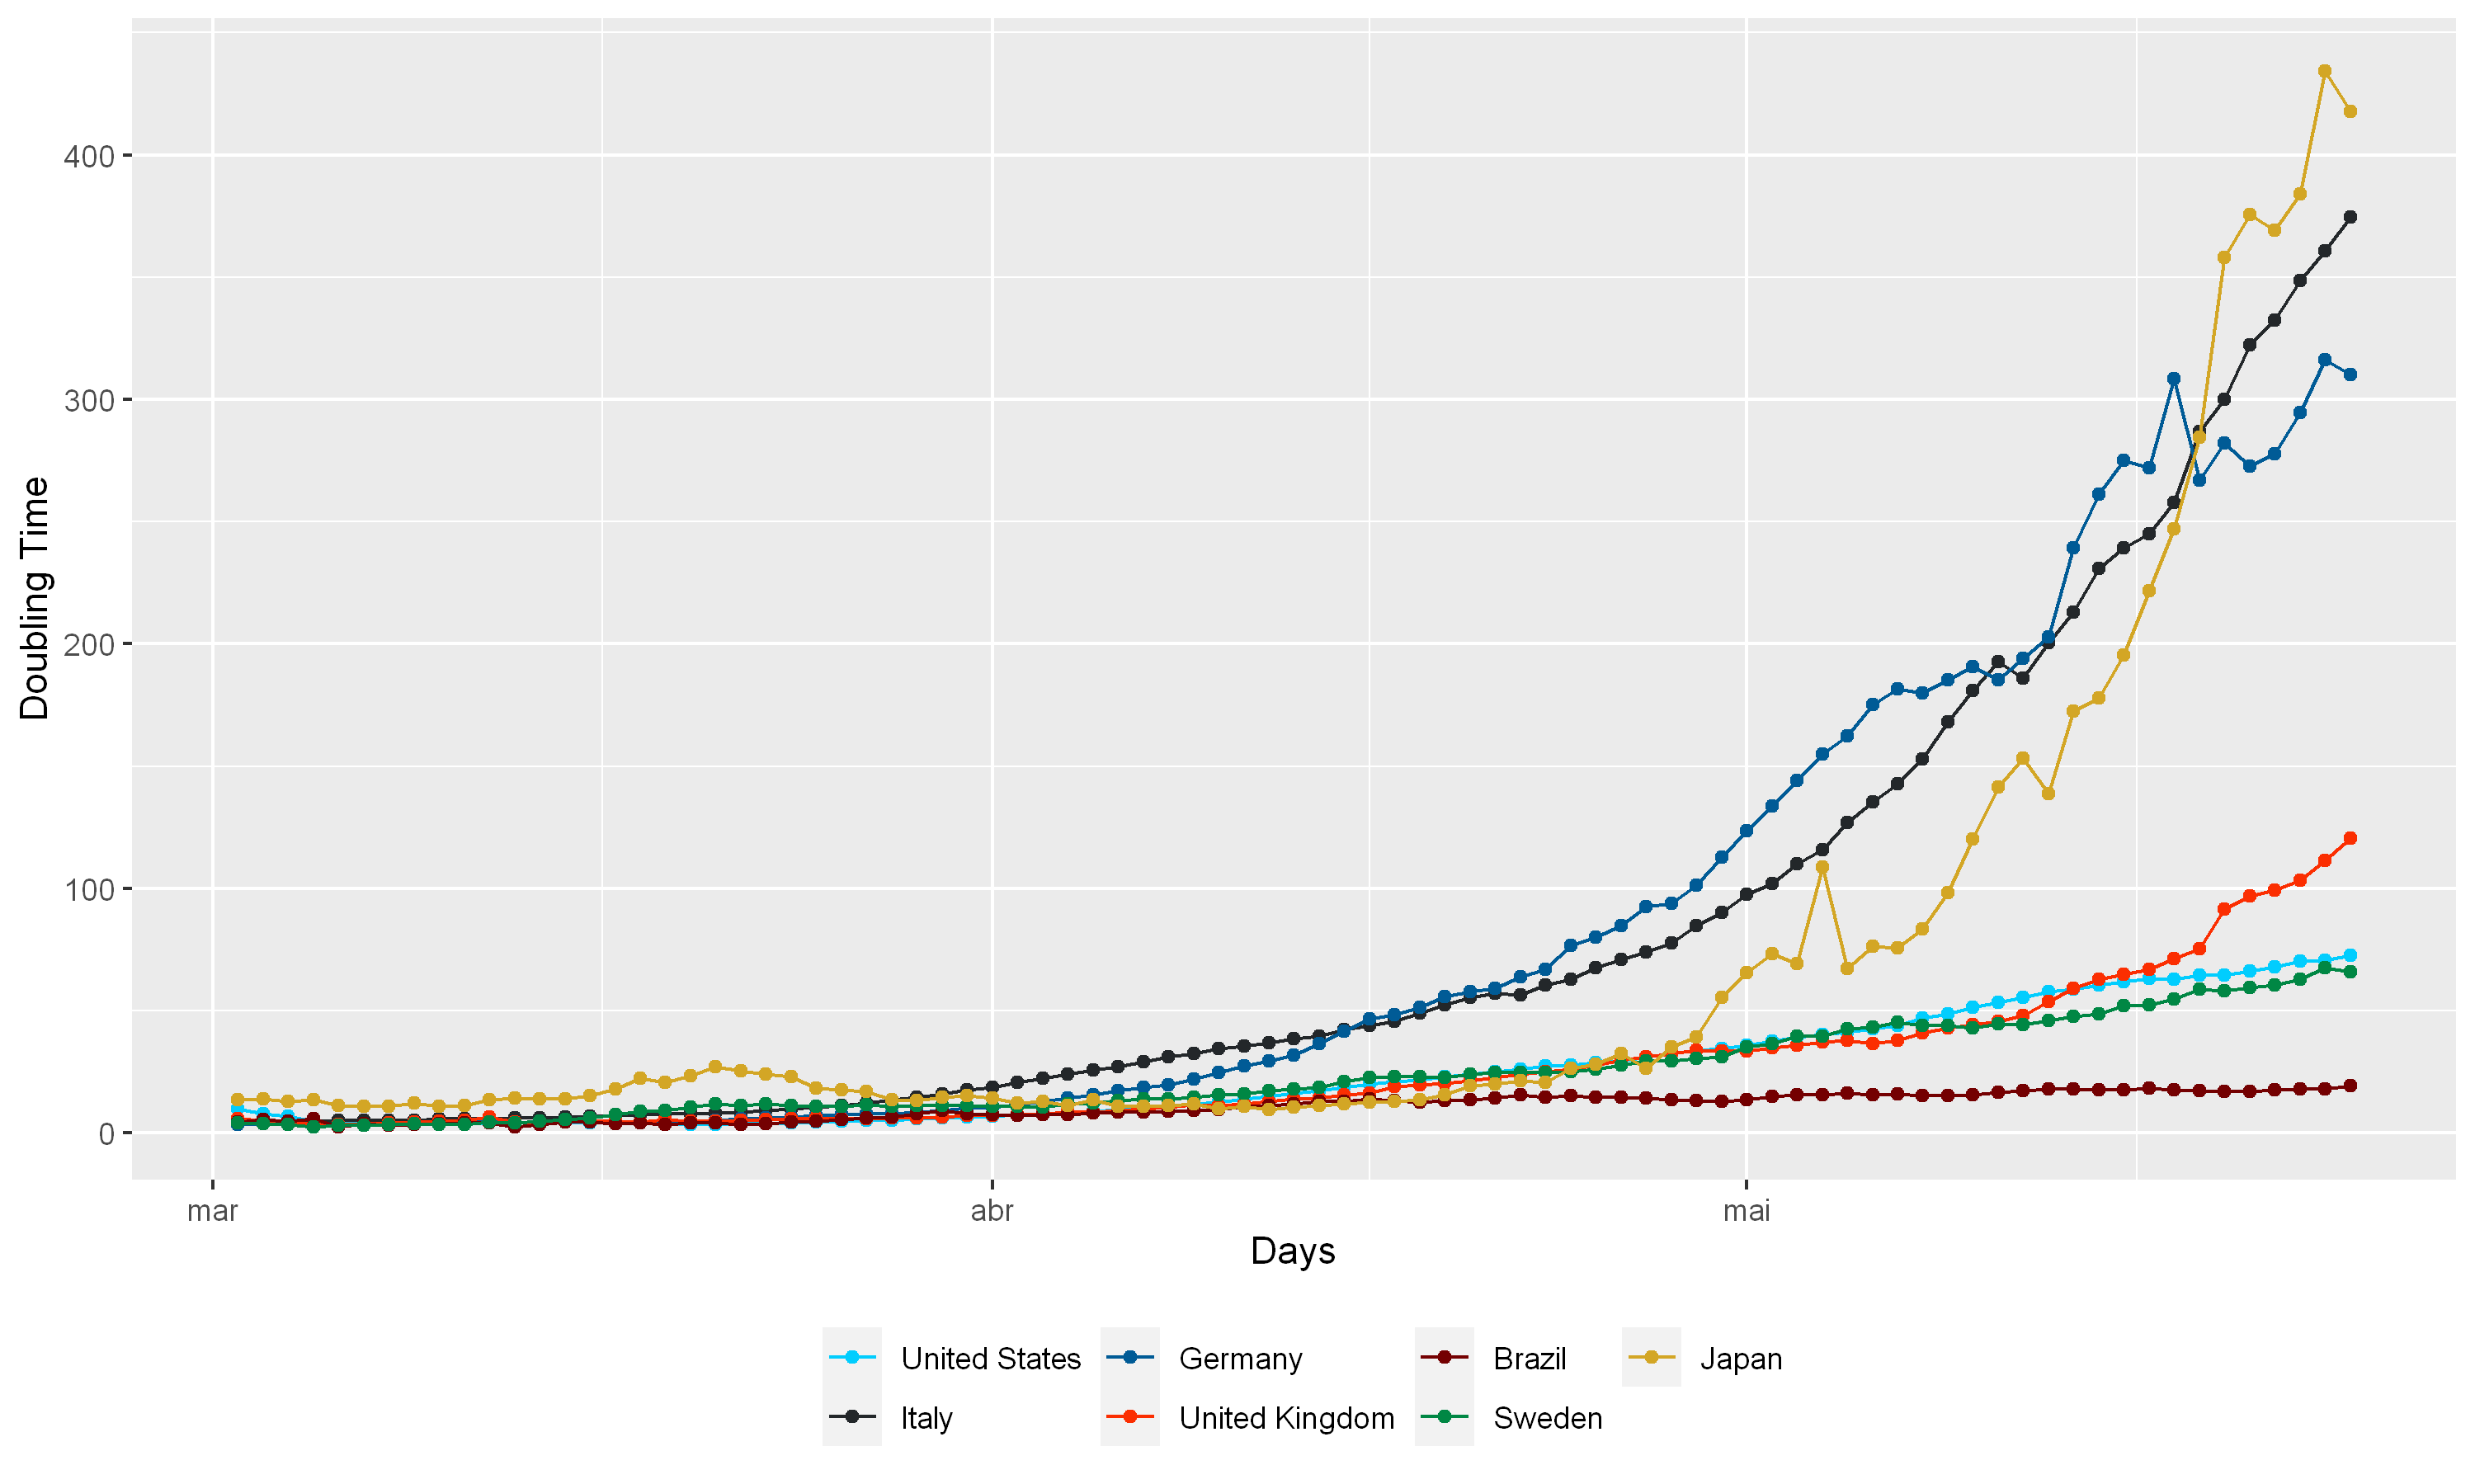 400
300
200
100
0
Doubling Time
mar abr mai
Days
United States Germany Brazil Japan
Italy United Kingdom Sweden